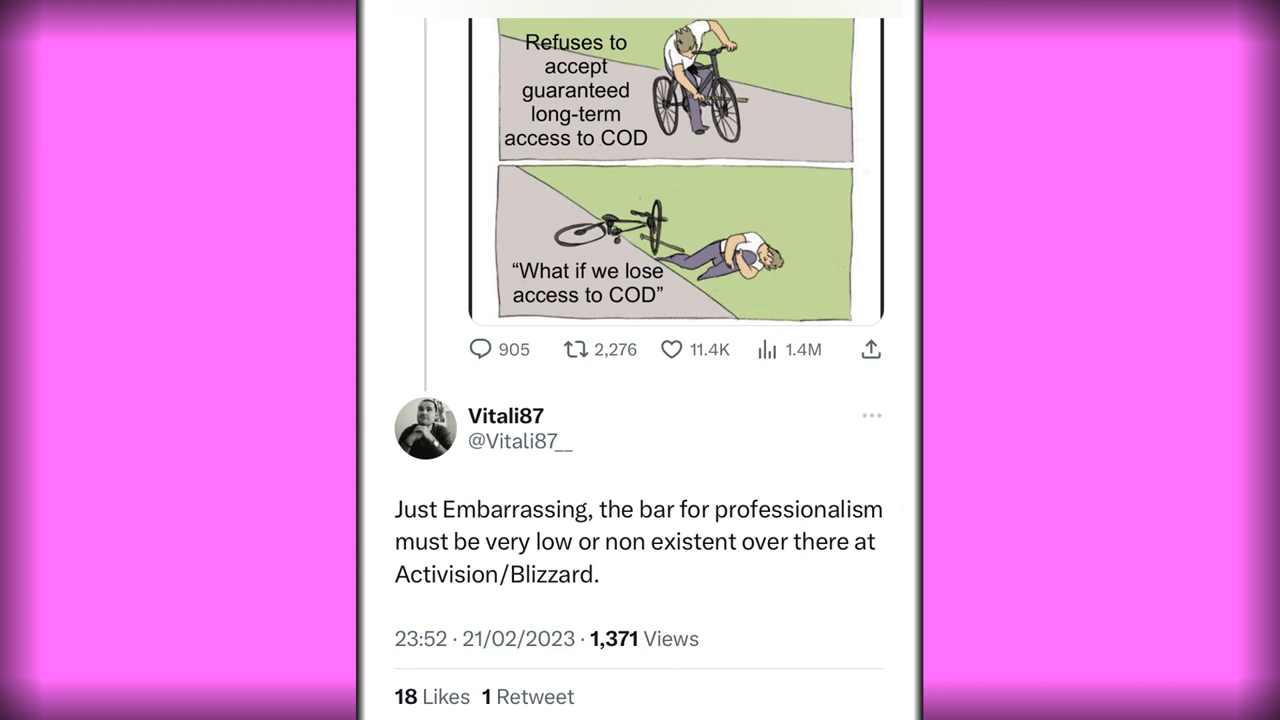 Refuses to
accept
guaranteed
long-term
access to COD
“What if we lose
access to COD”
905 2,276 11.4K 1.4M
Vitali87
@Vitali87__
Just Embarrassing, the bar for professionalism
must be very low or non existent over there at
Activision/Blizzard.
23:52 · 21/02/2023 · 1,371 Views
18 Likes 1 Retweet